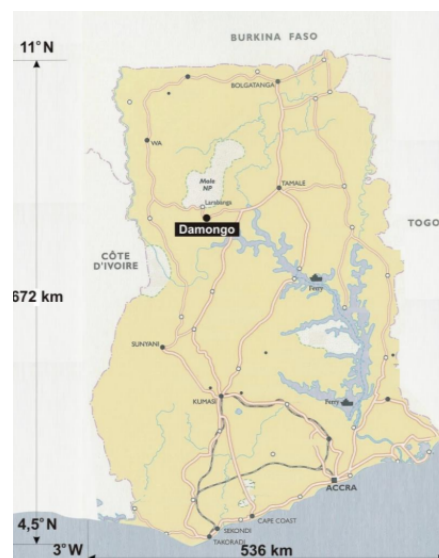 BURKINA FASO
11° N
BOLGATANGA
WA
Mole
NP
Larabanga
TAMALE
Damongo
TOGO
CÔTE
D'IVOIRE
Ferry
672 km
SUNYANI
KUMASI
Ferry
ACCRA
CAPE COAST
4,5° N
SEKONDI
TAKORADI
3° W
536 km